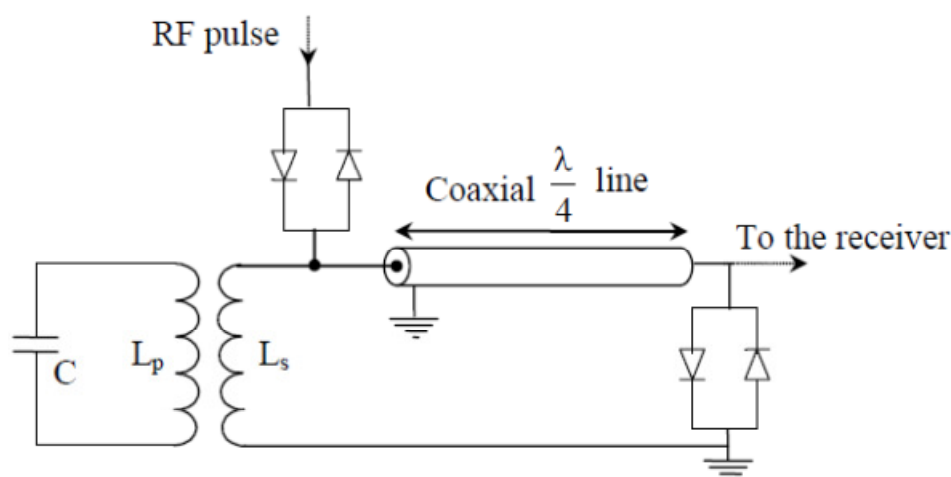 RF pulse
Coaxial λ/4 line
To the receiver
C
Lp
Ls